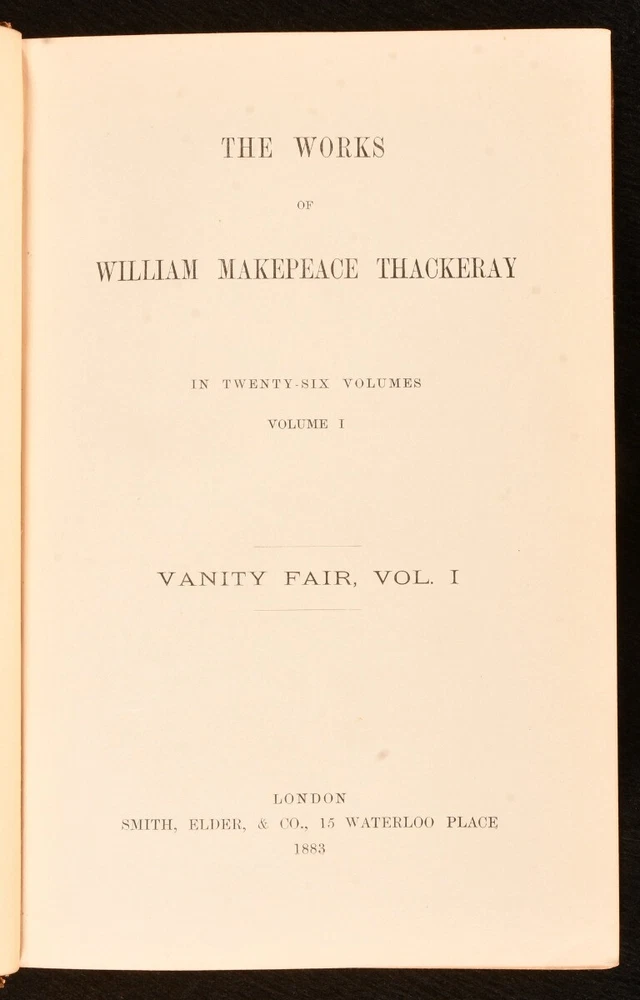 THE WORKS
OF
WILLIAM MAKEPEACE THACKERAY
IN TWENTY-SIX VOLUMES
VOLUME I
VANITY FAIR, VOL. I
LONDON
SMITH, ELDER, & CO., 15 WATERLOO PLACE
1883